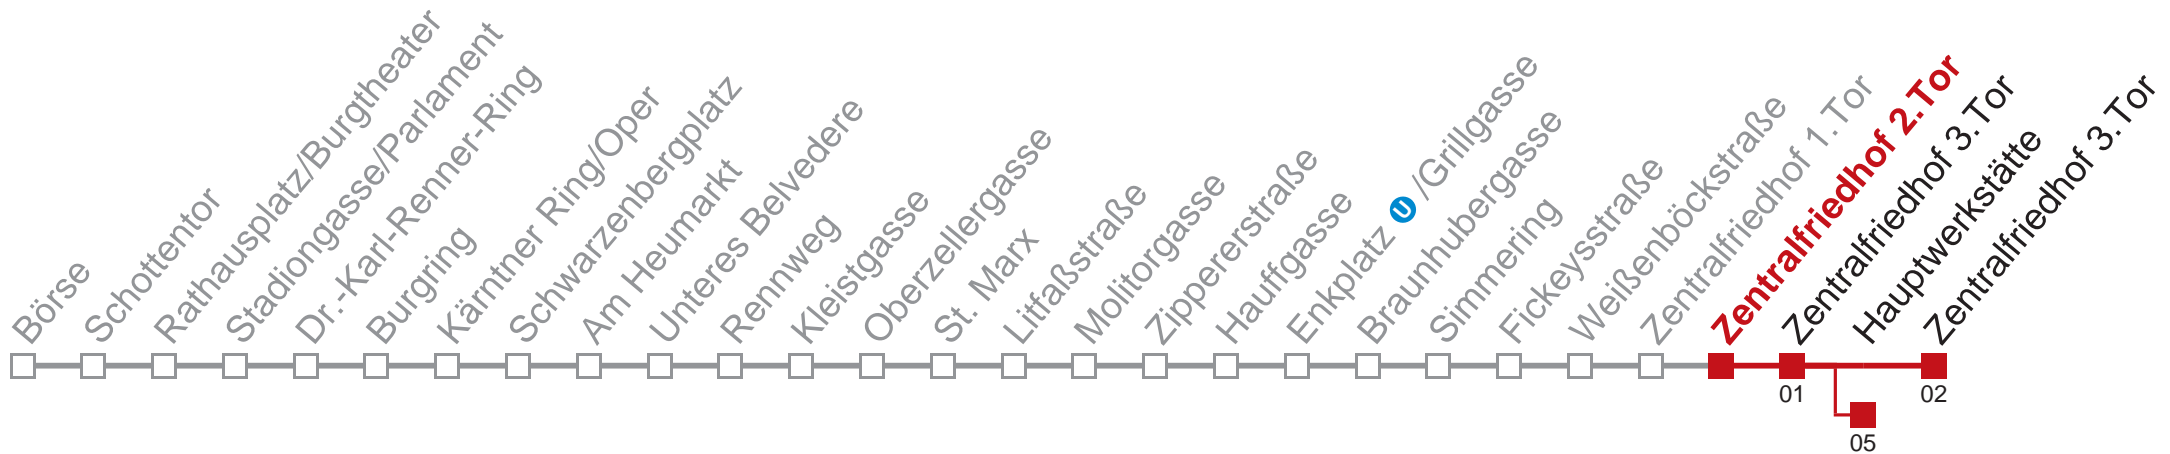 Börse
Schottentor
Rathausplatz/Burgtheater
Stadiongasse/Parlament
Dr.-Karl-Renner-Ring
Burgring
Kärntner Ring/Oper
Schwarzenbergplatz
Am Heumarkt
Unteres Belvedere
Rennweg
Kleistgasse
Oberzellergasse
St. Marx
Litfaßstraße
Molitorgasse
Zippererstraße
Hauffgasse
Enkplatz U /Grillgasse
Braunhubergasse
Simmering
Fickeysstraße
Weißenböckstraße
Zentralfriedhof 1.Tor
Zentralfriedhof 2.Tor
Zentralfriedhof 3.Tor
Hauptwerkstätte
Zentralfriedhof 3.Tor
01
02
05